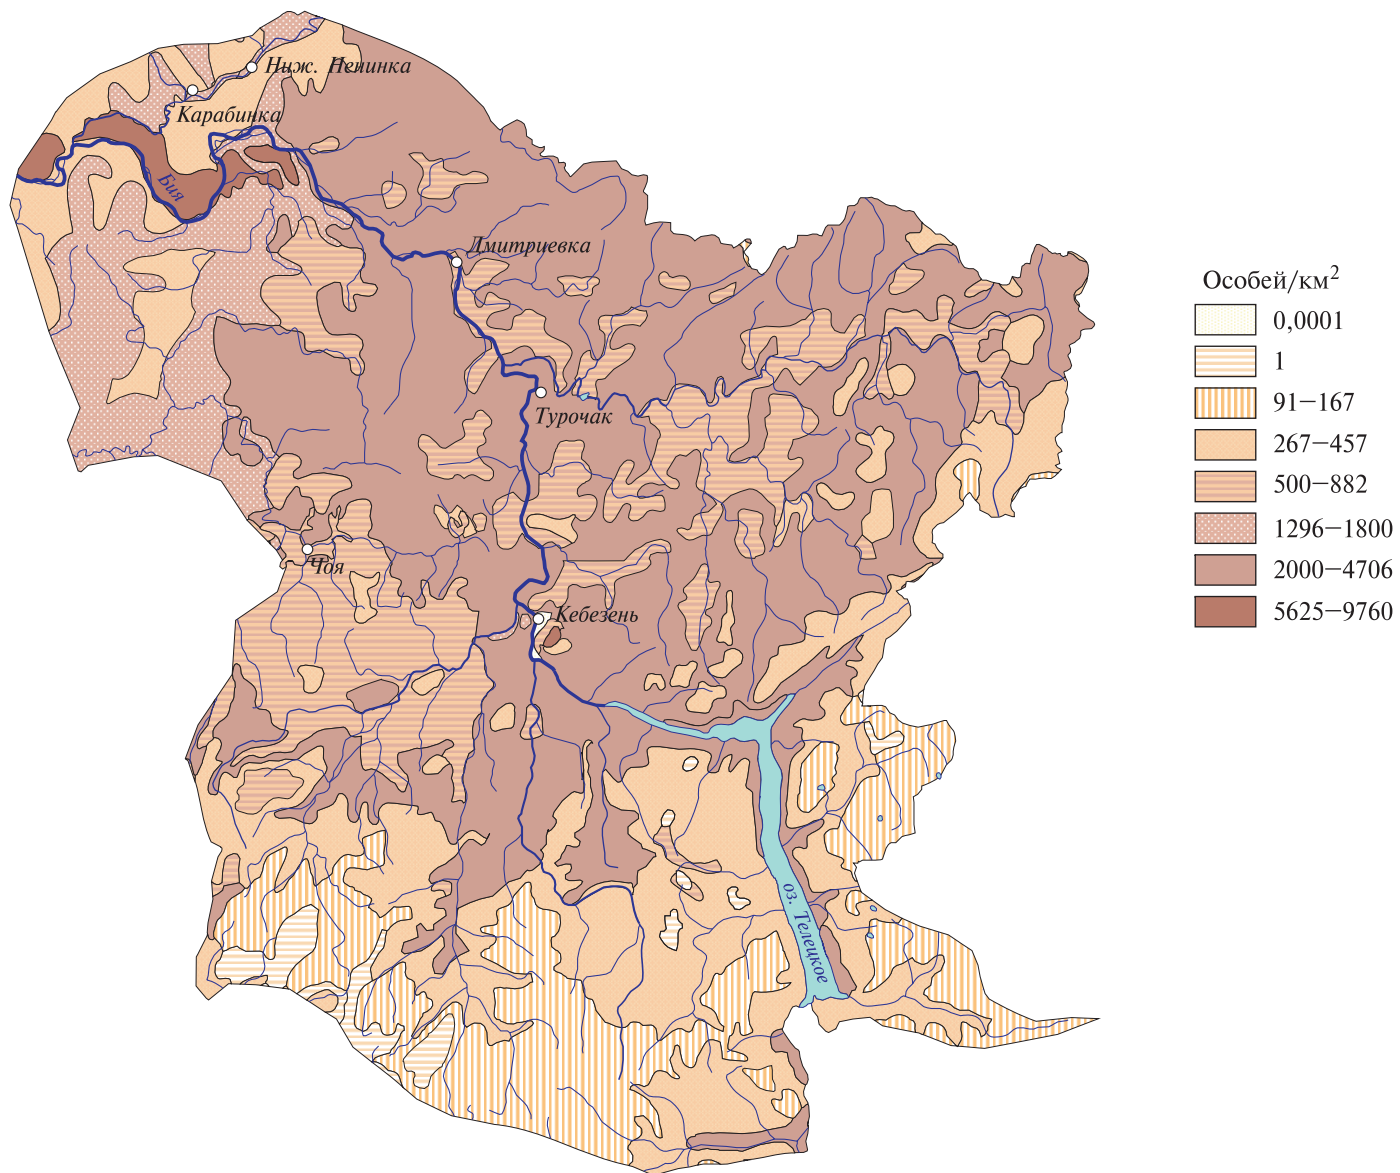 Ниж. Ненинка
Карабинка
Бия
Дмитриевка
Турочак
Чоя
Кебезень
оз. Телецкое
Особей/км²
0,0001
1
91–167
267–457
500–882
1296–1800
2000–4706
5625–9760